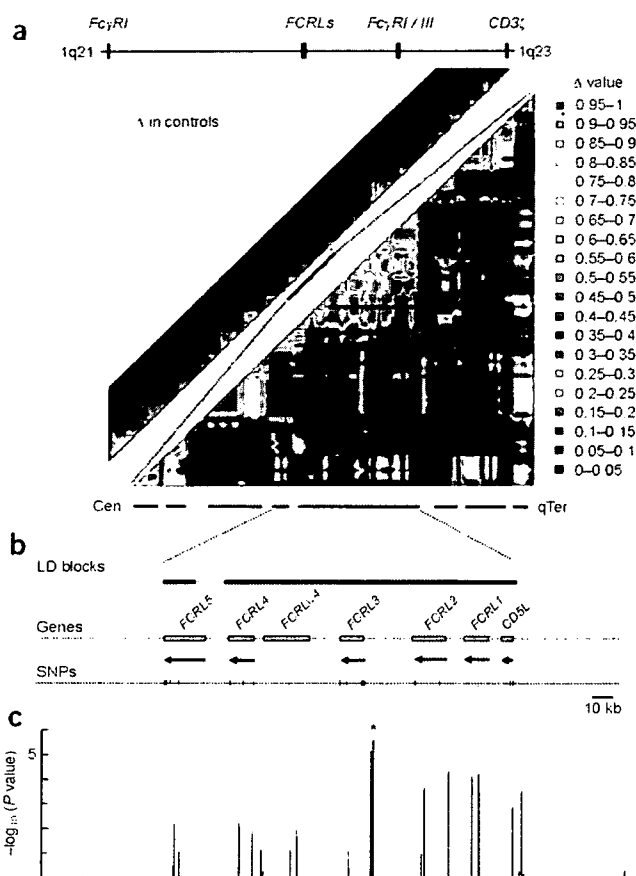 a
FcγRI FCRLs FcγRI / III CD3ζ
1q21 1q23
Δ in controls
Δ value
0 95–1
0 9–0 95
0 85–0 9
0 8–0 85
0 75–0 8
0 7–0 75
0 65–0 7
0 6–0 65
0 55–0 6
0 5–0 55
0 45–0 5
0 4–0 45
0 35–0 4
0 3–0 35
0 25–0 3
0 2–0 25
0 15–0 2
0 1–0 15
0 05–0 1
0–0 05
Cen qTer
b
LD blocks
FCRL5 FCRL4 FCRL3 FCRL2 FCRL1 CD5L
Genes
SNPs
10 kb
c
*
5
–log10 (P value)